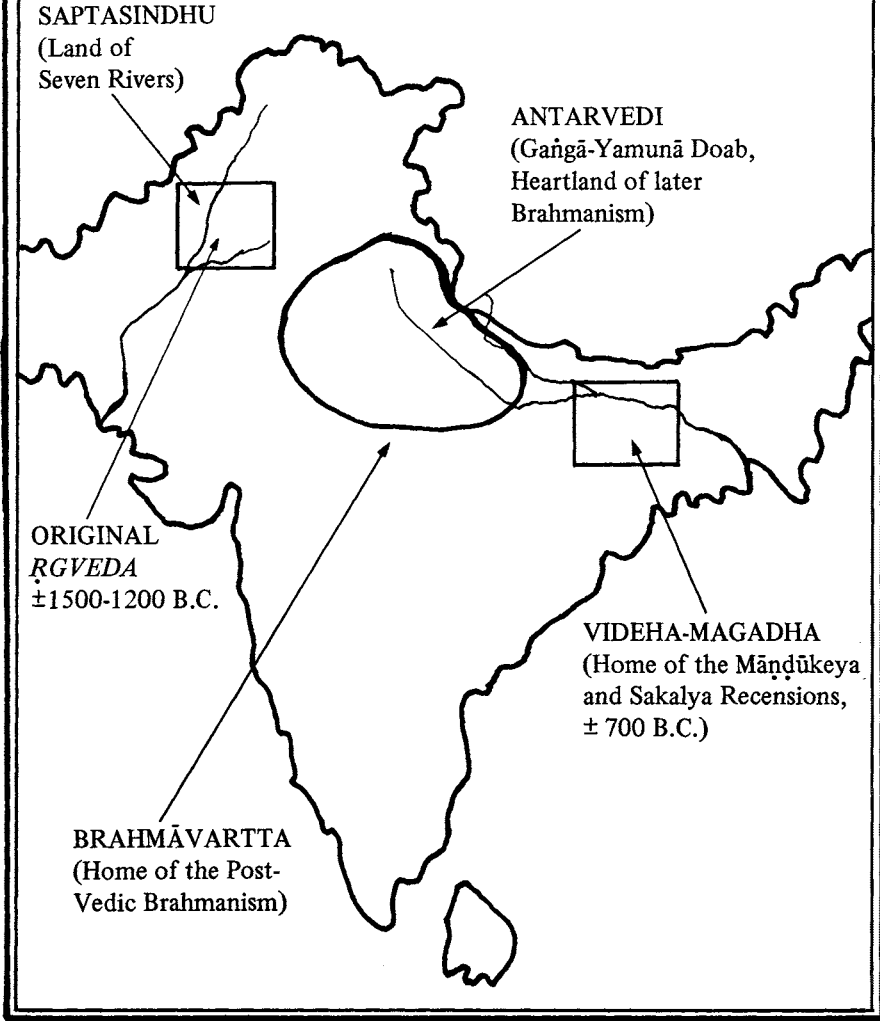 SAPTASINDHU
(Land of
Seven Rivers)
ANTARVEDI
(Gaṅgā-Yamunā Doab,
Heartland of later
Brahmanism)
ORIGINAL
ṚGVEDA
±1500-1200 B.C.
VIDEHA-MAGADHA
(Home of the Māṇḍūkeya
and Sakalya Recensions,
± 700 B.C.)
BRAHMĀVARTTA
(Home of the Post-
Vedic Brahmanism)